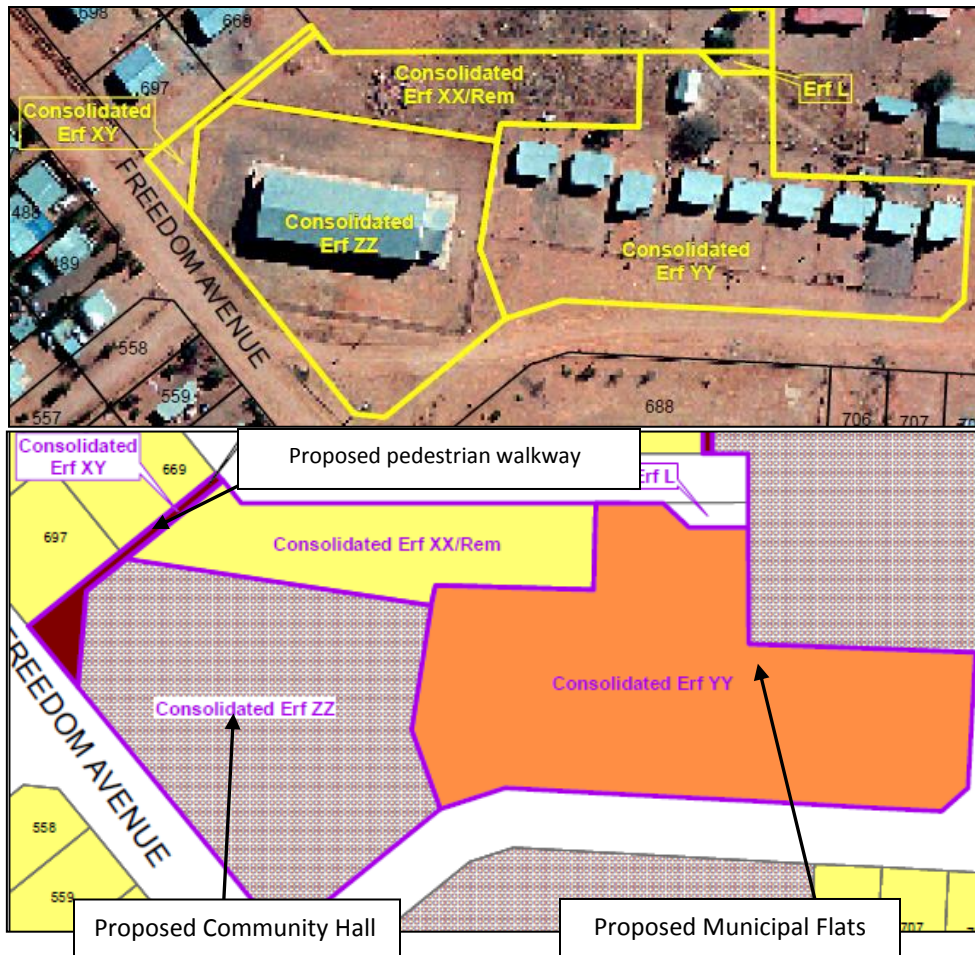 698
669
697
Consolidated
Erf XX/Rem
Erf L
Consolidated
Erf XY
FREEDOM AVENUE
488
489
Consolidated
Erf ZZ
Consolidated
Erf YY
558
559
557
688
706
707
Consolidated
Erf XY
669
Proposed pedestrian walkway
Erf L
697
Consolidated Erf XX/Rem
Consolidated Erf YY
Consolidated Erf ZZ
FREEDOM AVENUE
558
559
707
Proposed Community Hall
Proposed Municipal Flats